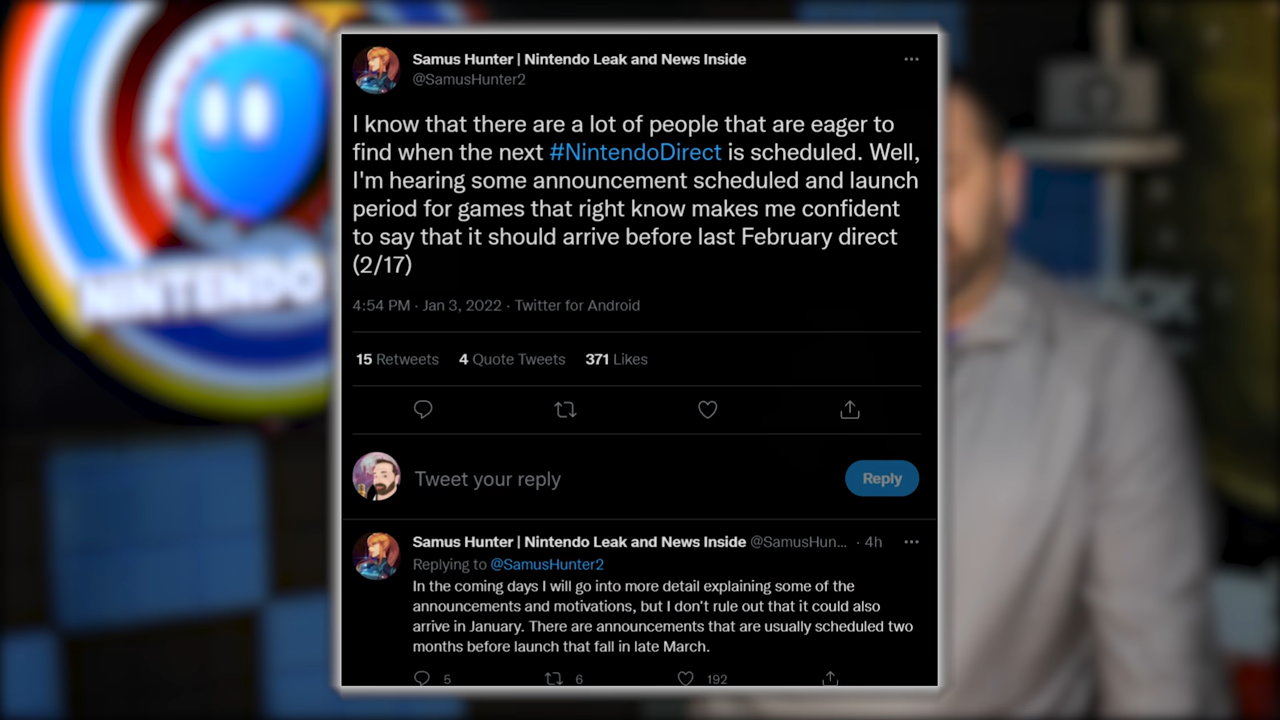 Samus Hunter | Nintendo Leak and News Inside
@SamusHunter2
I know that there are a lot of people that are eager to
find when the next #NintendoDirect is scheduled. Well,
I'm hearing some announcement scheduled and launch
period for games that right know makes me confident
to say that it should arrive before last February direct
(2/17)
4:54 PM · Jan 3, 2022 · Twitter for Android
15 Retweets 4 Quote Tweets 371 Likes
Tweet your reply
Reply
Samus Hunter | Nintendo Leak and News Inside @SamusHun... · 4h
Replying to @SamusHunter2
In the coming days I will go into more detail explaining some of the
announcements and motivations, but I don't rule out that it could also
arrive in January. There are announcements that are usually scheduled two
months before launch that fall in late March.
5 6 192
NINTENDO